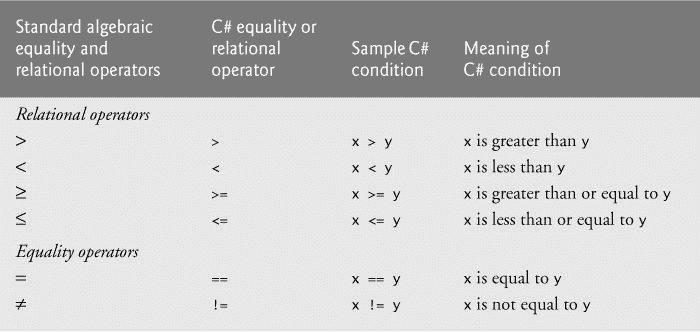 Standard algebraic equality and relational operators C# equality or relational operator Sample C# condition Meaning of C# condition
Relational operators
> > x > y x is greater than y
< < x < y x is less than y
≥ >= x >= y x is greater than or equal to y
≤ <= x <= y x is less than or equal to y
Equality operators
= == x == y x is equal to y
≠ != x != y x is not equal to y